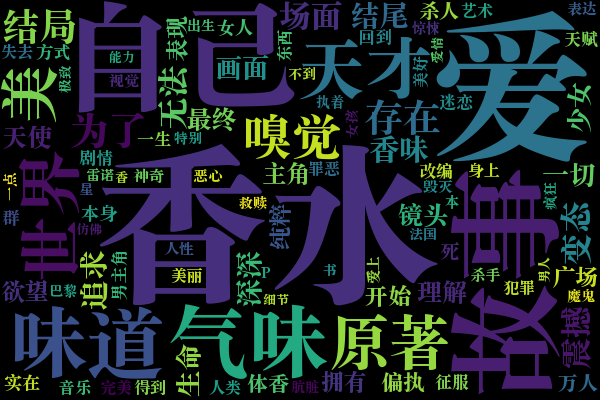 结局
自己
场面
结尾
杀人
艺术
表达
爱
失去
方式
出生
女人
表现
惊悚
回到
爱情
天赋
能力
视觉
极致
美
无法
画面
东西
不到
天才
美好
迷恋
少女
天使
为了
最终
嗅觉
执着
女孩
存在
香味
一生
特别
剧情
雷诺
香
神奇
恶心
罪恶
主角
改编
身上
一切
一点
世界
星
香水
救赎
毁灭
疯狂
故事
群
本身
仿佛
纯粹
镜头
本
法国
死
变态
追求
男主角
人性
深深
P
书
爱上
男人
广场
欲望
巴黎
美丽
细节
开始
理解
杀手
犯罪
魔鬼
味道
气味
原著
震撼
实在
音乐
完美
得到
生命
人类
体香
肮脏
拥有
偏执
征服
万人